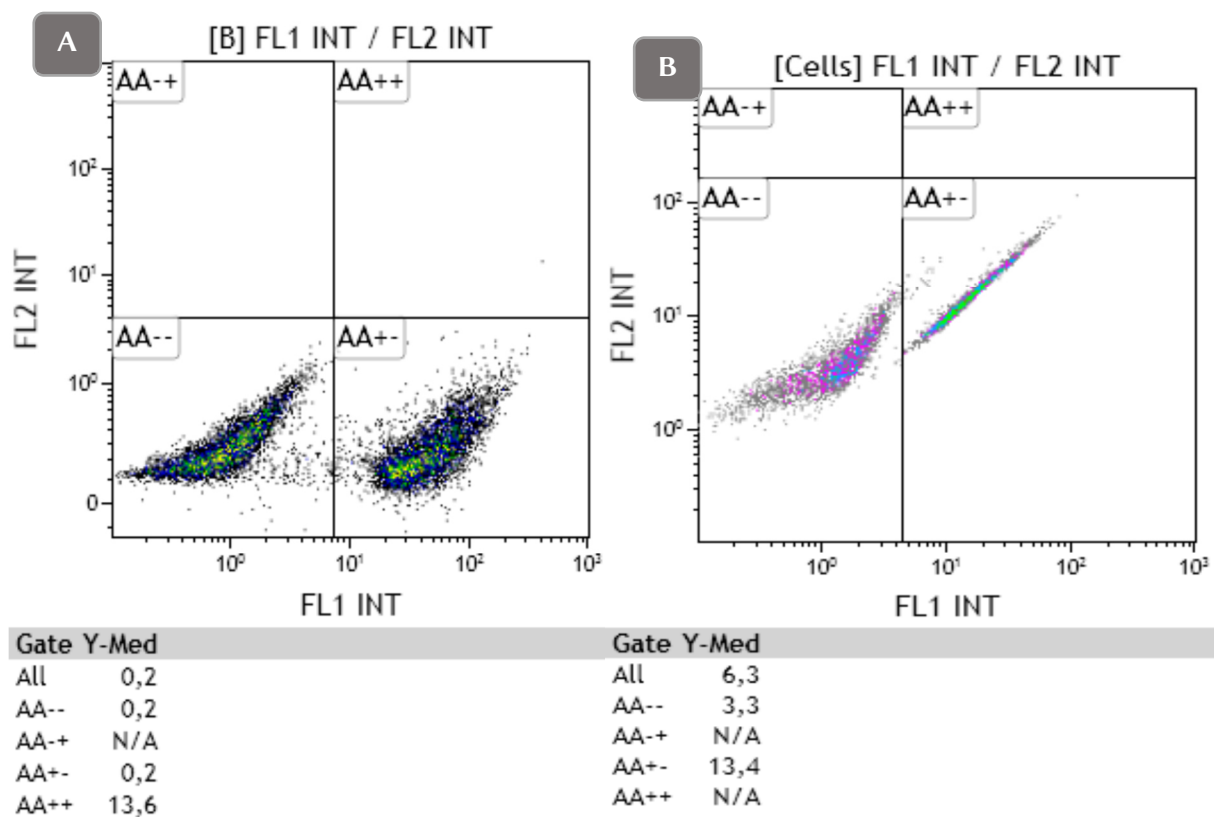 A
[B] FL1 INT / FL2 INT
AA-+
AA++
10²
10¹
AA--
AA+-
10⁰
0
FL2 INT
10⁰
10¹
10²
10³
FL1 INT
Gate Y-Med
All 0,2
AA-- 0,2
AA-+ N/A
AA+- 0,2
AA++ 13,6
B
[Cells] FL1 INT / FL2 INT
AA-+
AA++
10²
AA--
AA+-
10¹
10⁰
FL2 INT
10⁰
10¹
10²
10³
FL1 INT
Gate Y-Med
All 6,3
AA-- 3,3
AA-+ N/A
AA+- 13,4
AA++ N/A